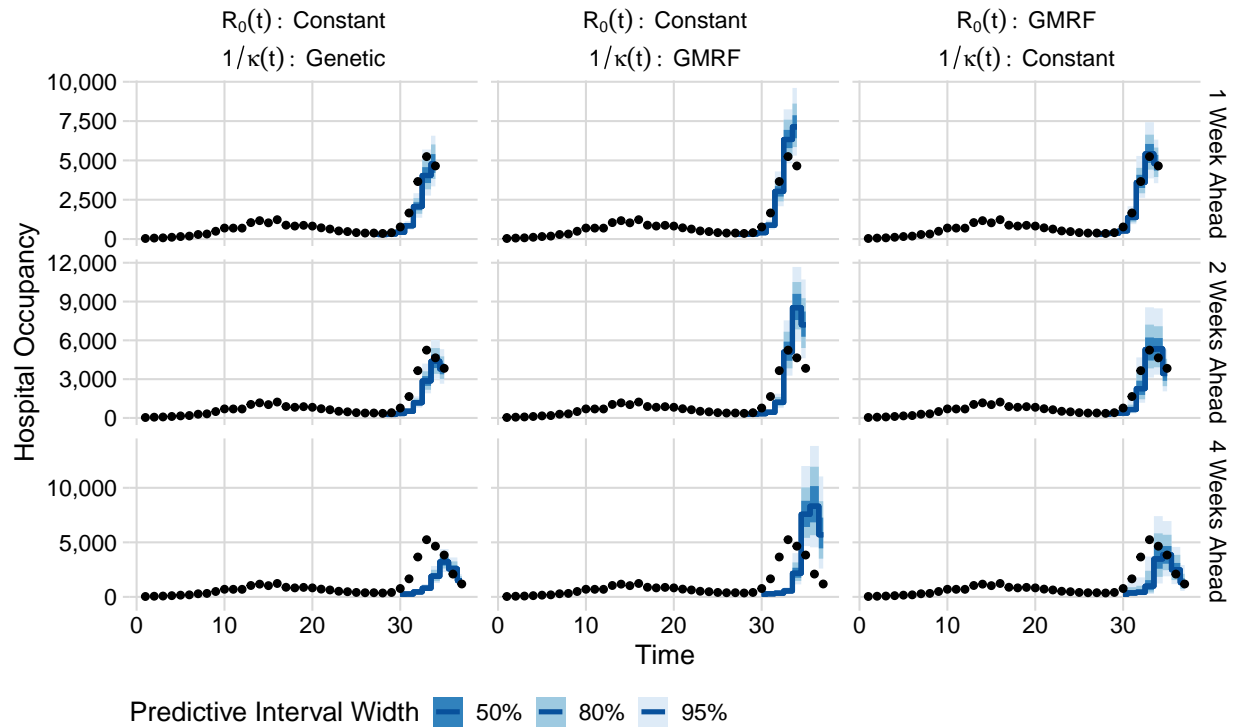 R₀(t) : Constant
1/κ(t) : Genetic
R₀(t) : Constant
1/κ(t) : GMRF
R₀(t) : GMRF
1/κ(t) : Constant
Hospital Occupancy
10,000
7,500
5,000
2,500
0
1 Week Ahead
12,000
9,000
6,000
3,000
0
2 Weeks Ahead
10,000
5,000
0
4 Weeks Ahead
0 10 20 30
0 10 20 30
0 10 20 30
Time
Predictive Interval Width 50% 80% 95%